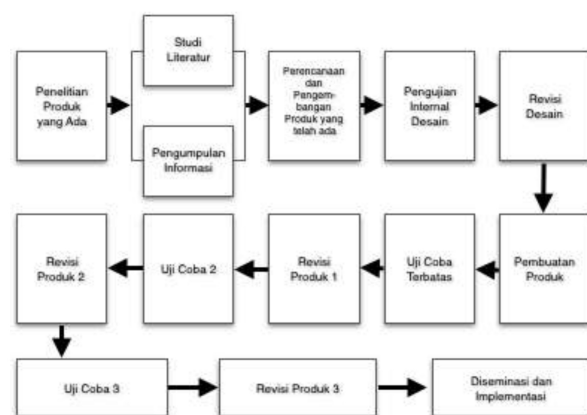 Penelitian
Produk
yang Ada
Studi
Literatur
Pengumpulan
Informasi
Perencanaan
dan
Pengem-
bangan
Produk yang
telah ada
Pengujian
Internal
Desain
Revisi
Desain
Pembuatan
Produk
Uji Coba
Terbatas
Revisi
Produk 1
Uji Coba 2
Revisi
Produk 2
Uji Coba 3
Revisi Produk 3
Diseminasi dan
Implementasi